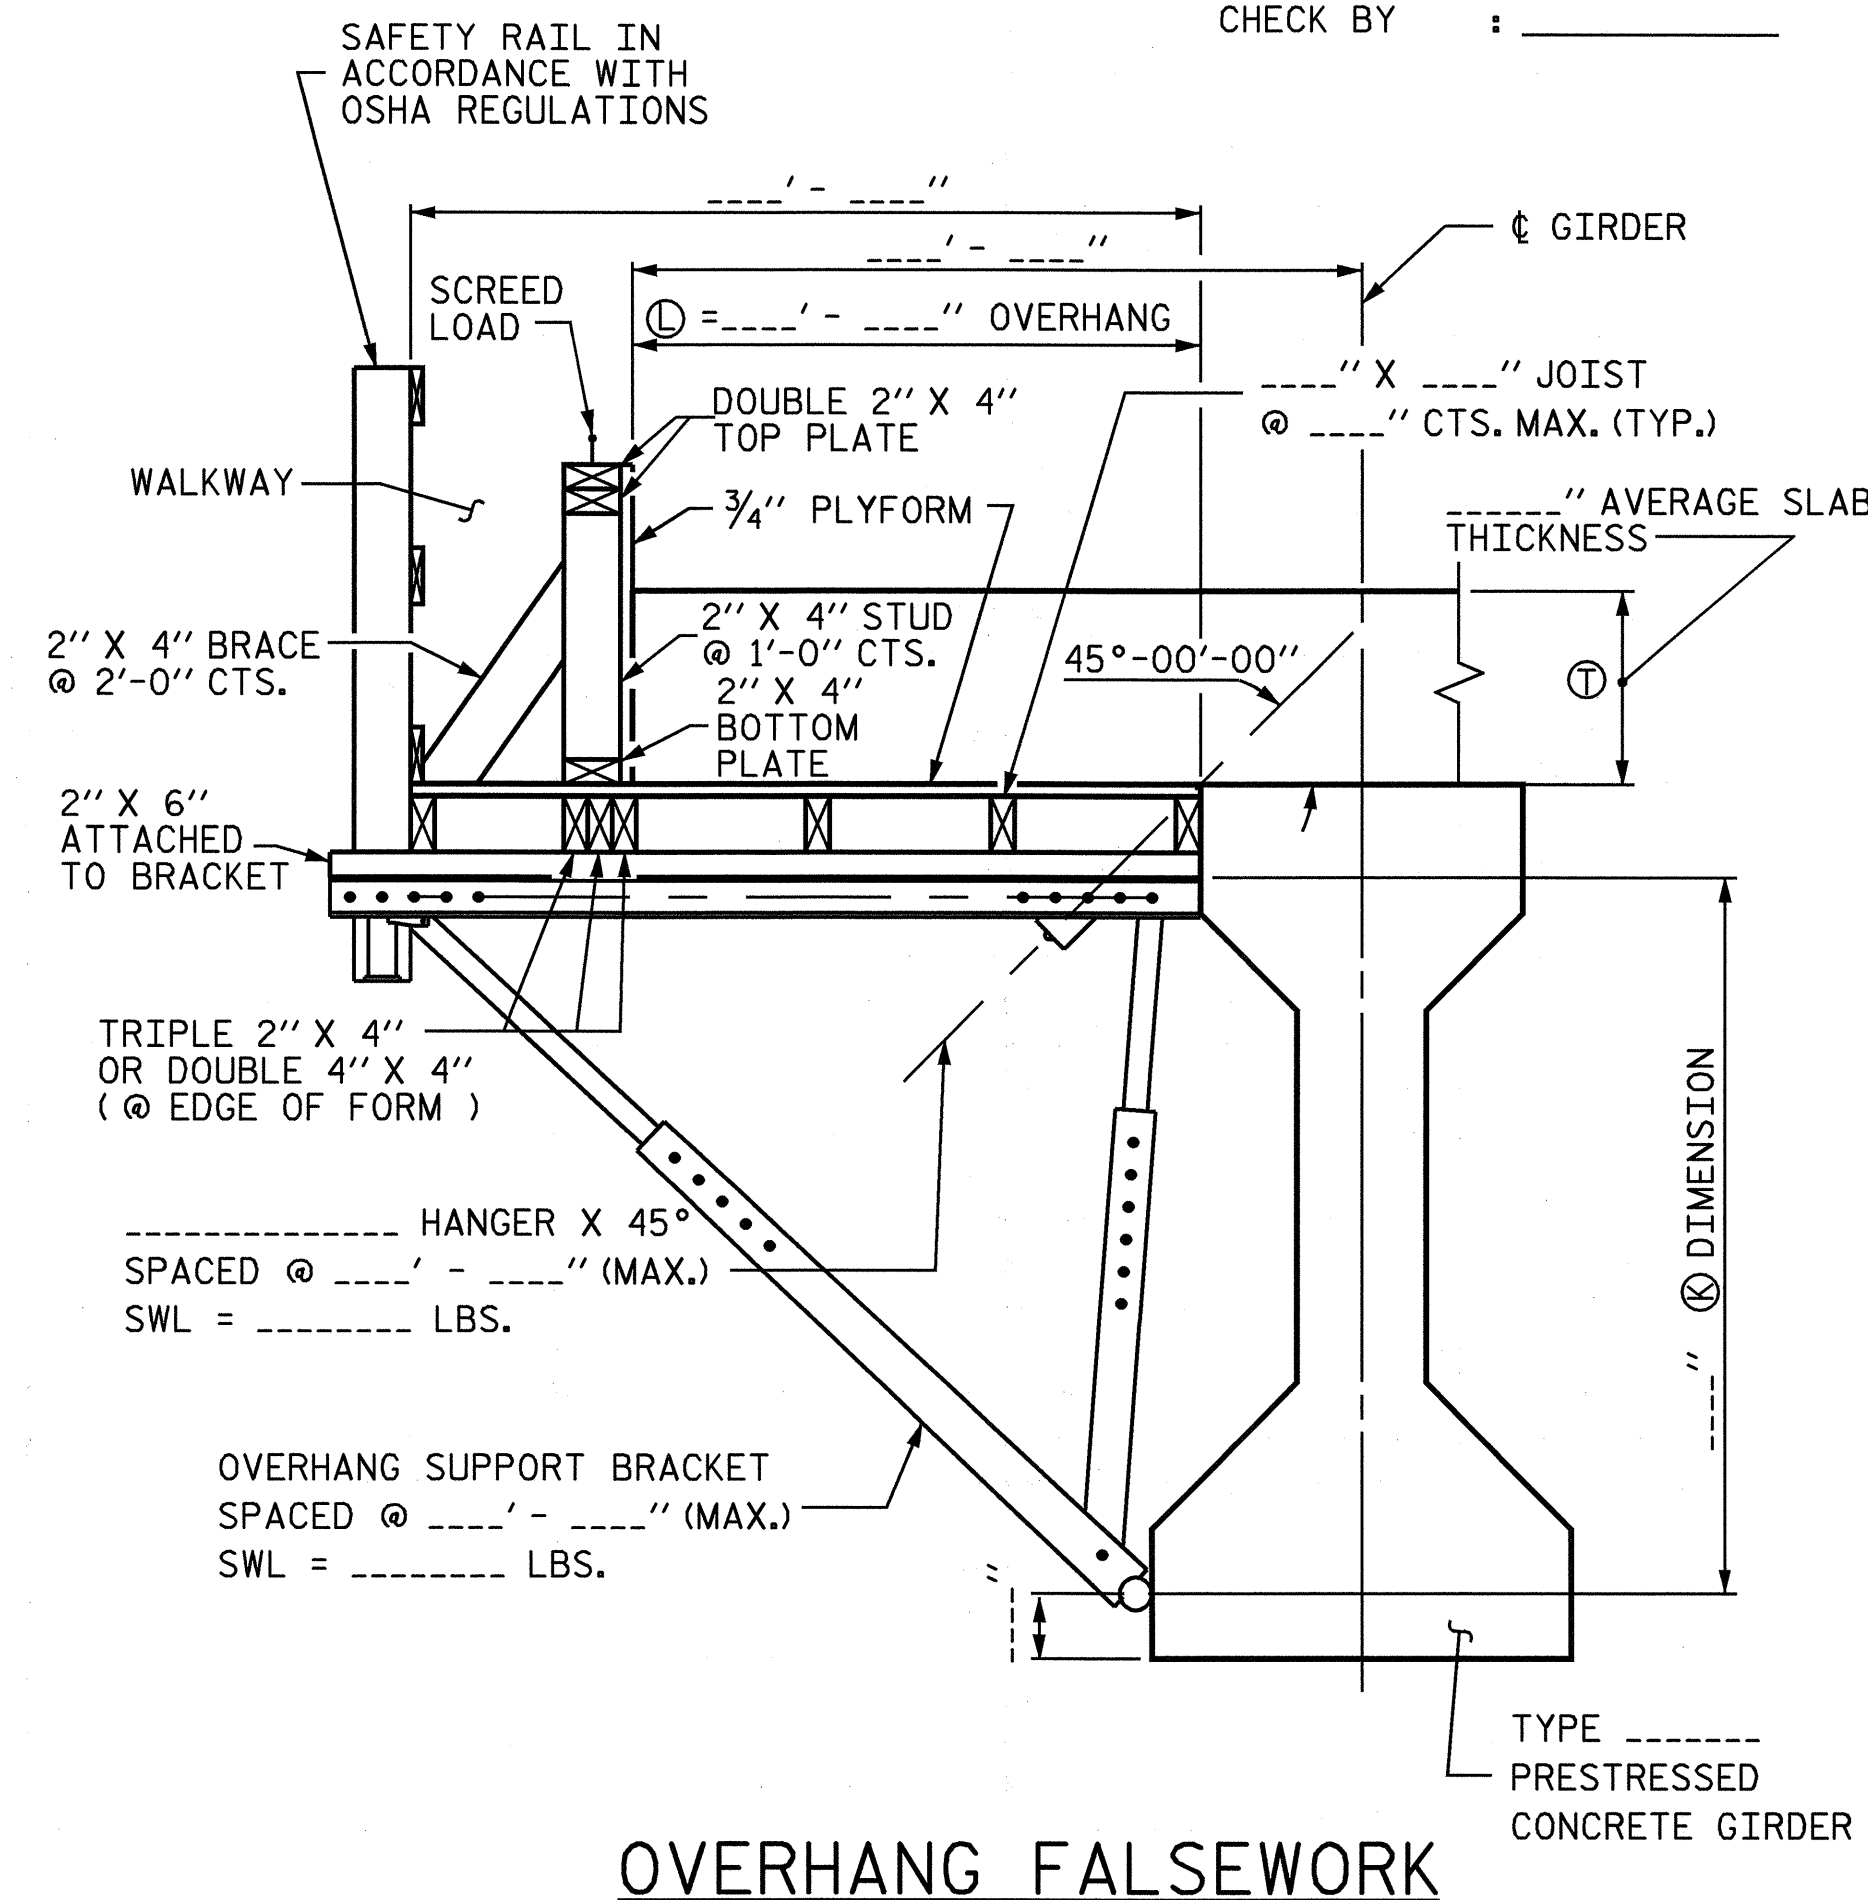 CHECK BY : ____________
SAFETY RAIL IN
ACCORDANCE WITH
OSHA REGULATIONS
____' - ____"
____' - ____"
℄ GIRDER
SCREED
LOAD
Ⓛ =____' - ____" OVERHANG
____" X ____" JOIST
@ ____" CTS. MAX. (TYP.)
DOUBLE 2" X 4"
TOP PLATE
WALKWAY
3/4" PLYFORM
______" AVERAGE SLAB
THICKNESS
2" X 4" STUD
@ 1'-0" CTS.
2" X 4" BRACE
@ 2'-0" CTS.
45°-00'-00"
Ⓣ
2" X 4"
BOTTOM
PLATE
2" X 6"
ATTACHED
TO BRACKET
TRIPLE 2" X 4"
OR DOUBLE 4" X 4"
( @ EDGE OF FORM )
____" Ⓚ DIMENSION
______________ HANGER X 45°
SPACED @ ____' - ____" (MAX.)
SWL = ________ LBS.
OVERHANG SUPPORT BRACKET
SPACED @ ____' - ____" (MAX.)
SWL = ________ LBS.
____"
TYPE _______
PRESTRESSED
CONCRETE GIRDER
OVERHANG FALSEWORK